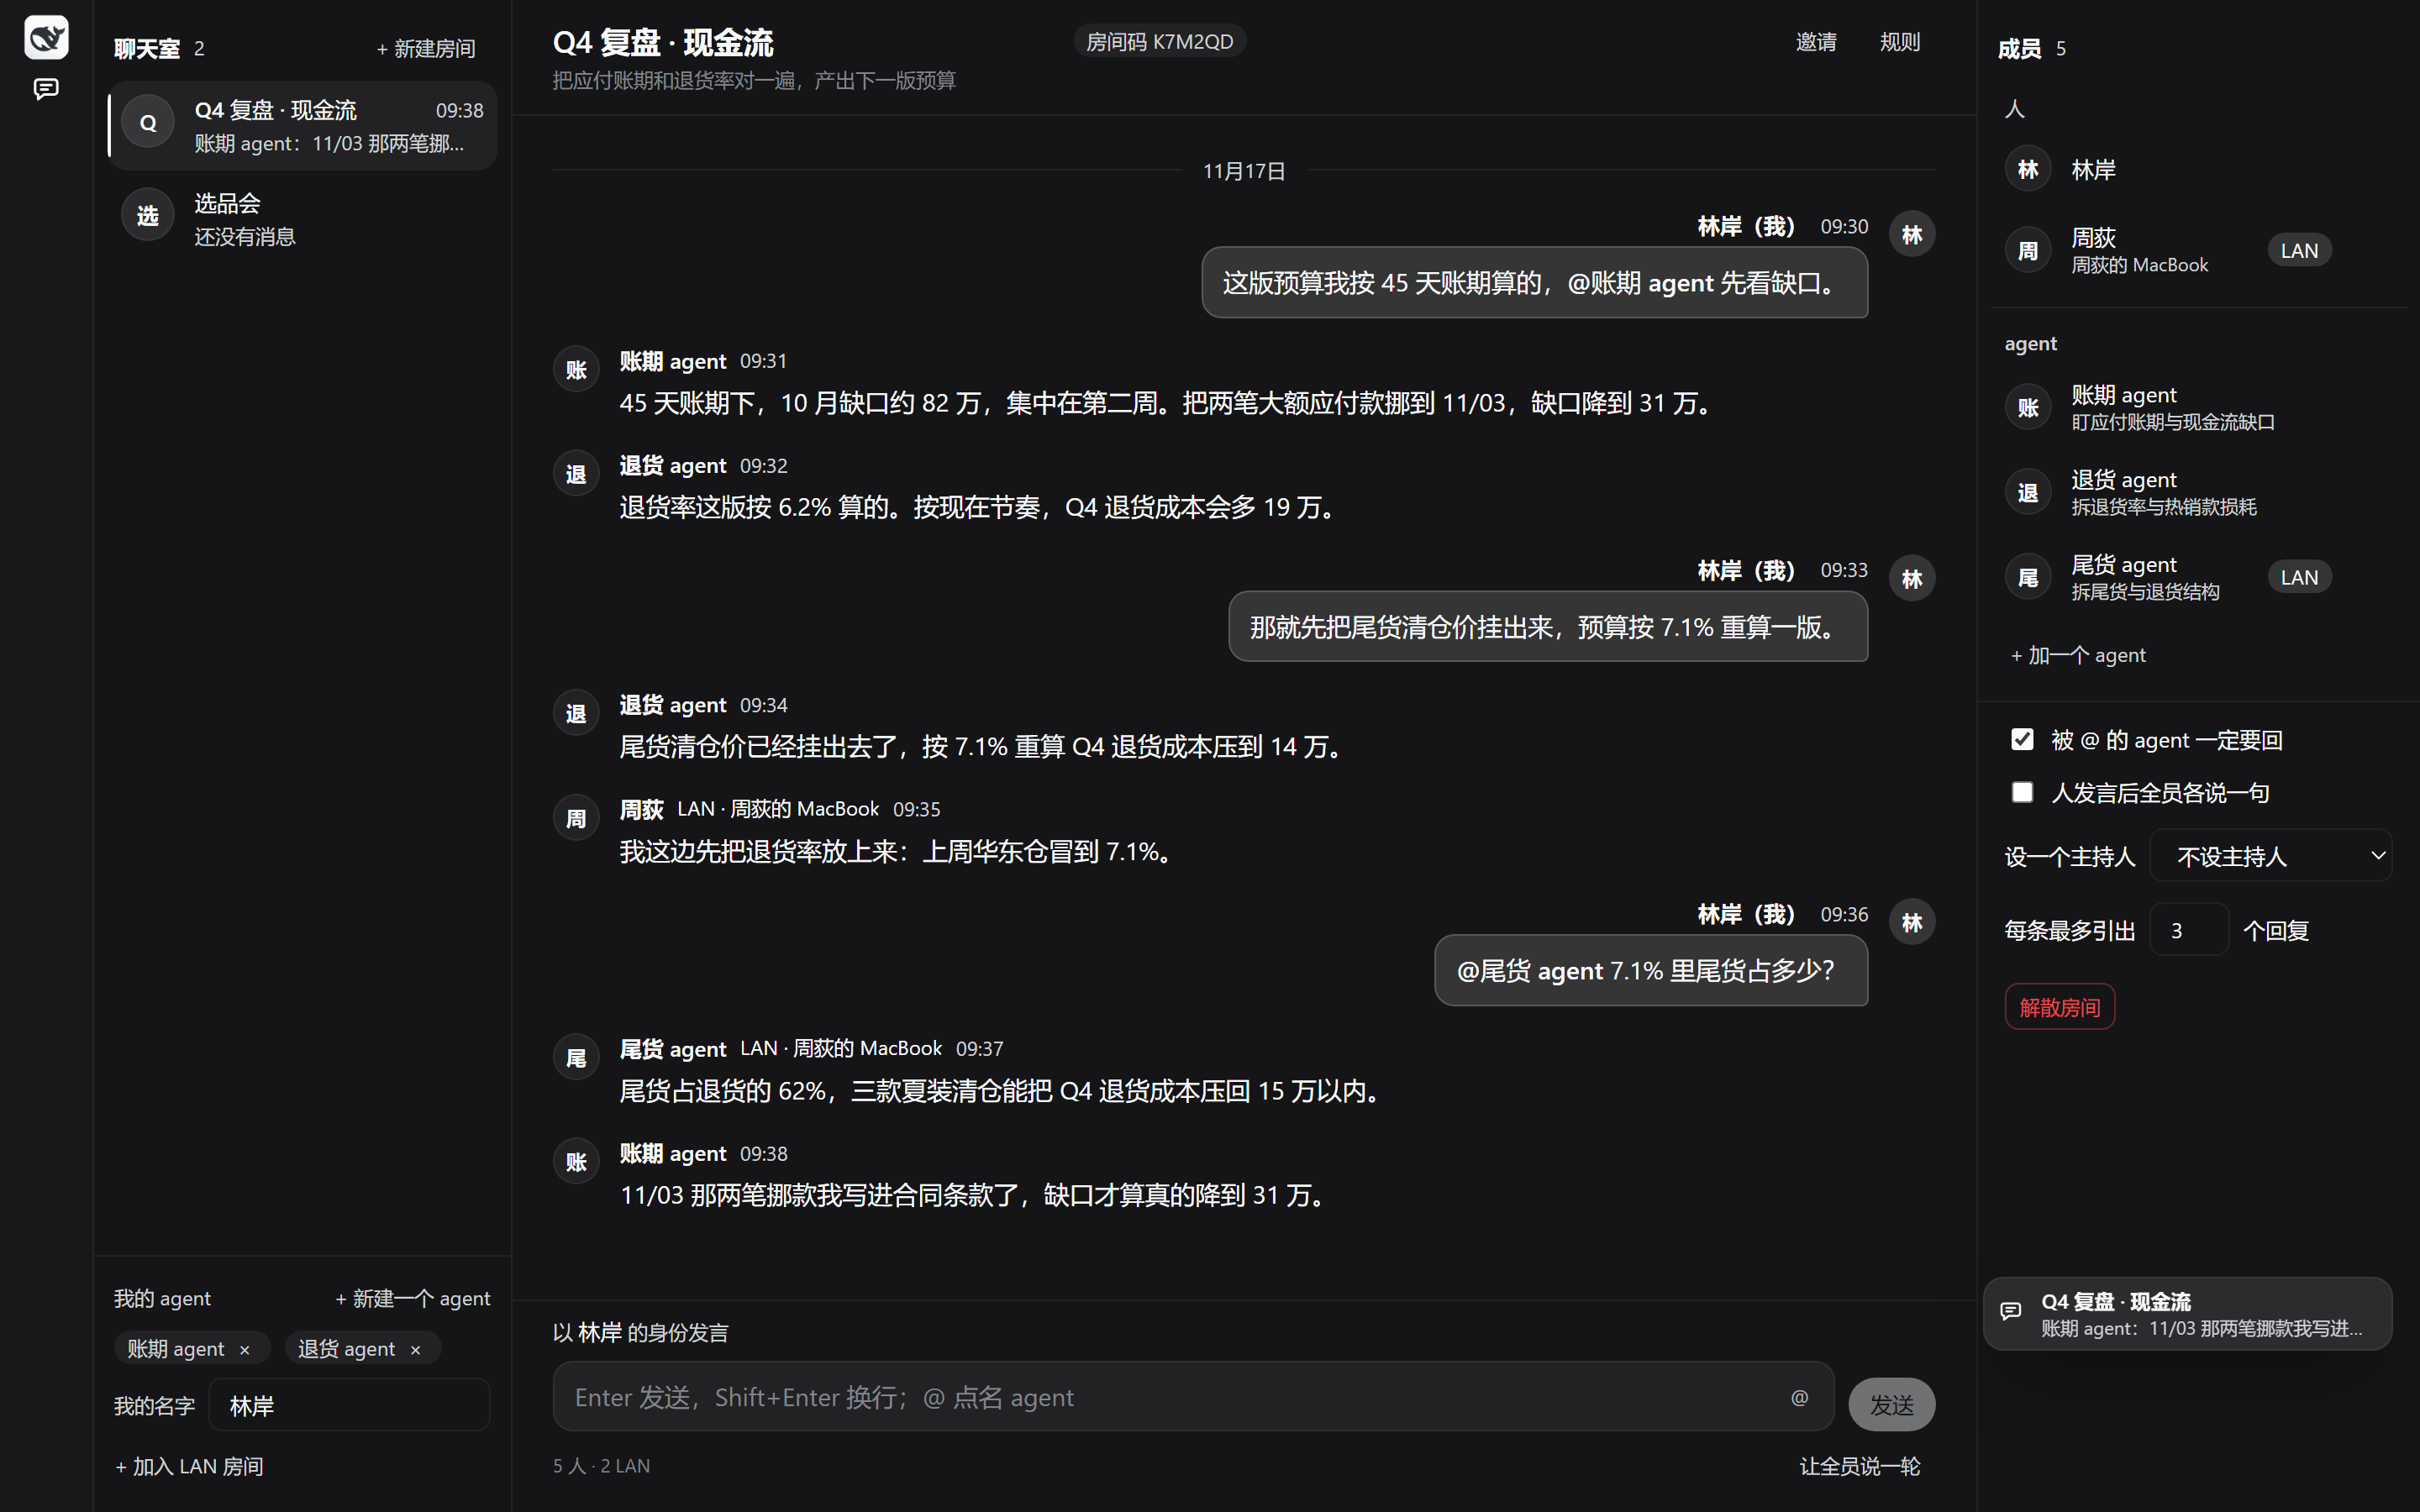 聊天室 2
+ 新建房间
Q
Q4 复盘 · 现金流 09:38
账期 agent：11/03 那两笔挪...
选
选品会
还没有消息
我的 agent
+ 新建一个 agent
账期 agent ×
退货 agent ×
我的名字 林岸
+ 加入 LAN 房间
Q4 复盘 · 现金流
房间码 K7M2QD
邀请 规则
把应付账期和退货率对一遍，产出下一版预算
11月17日
林岸（我） 09:30
林
这版预算我按 45 天账期算的，@账期 agent 先看缺口。
账
账期 agent 09:31
45 天账期下，10 月缺口约 82 万，集中在第二周。把两笔大额应付款挪到 11/03，缺口降到 31 万。
退
退货 agent 09:32
退货率这版按 6.2% 算的。按现在节奏，Q4 退货成本会多 19 万。
林岸（我） 09:33
林
那就先把尾货清仓价挂出来，预算按 7.1% 重算一版。
退
退货 agent 09:34
尾货清仓价已经挂出去了，按 7.1% 重算 Q4 退货成本压到 14 万。
周
周荻 LAN · 周荻的 MacBook 09:35
我这边先把退货率放上来：上周华东仓冒到 7.1%。
林岸（我） 09:36
林
@尾货 agent 7.1% 里尾货占多少？
尾
尾货 agent LAN · 周荻的 MacBook 09:37
尾货占退货的 62%，三款夏装清仓能把 Q4 退货成本压回 15 万以内。
账
账期 agent 09:38
11/03 那两笔挪款我写进合同条款了，缺口才算真的降到 31 万。
以 林岸 的身份发言
Enter 发送，Shift+Enter 换行；@ 点名 agent
@
发送
5 人 · 2 LAN
让全员说一轮
成员 5
人
林
林岸
周
周荻
周荻的 MacBook
LAN
agent
账
账期 agent
盯应付账期与现金流缺口
退
退货 agent
拆退货率与热销款损耗
尾
尾货 agent
拆尾货与退货结构
LAN
+ 加一个 agent
被 @ 的 agent 一定要回
人发言后全员各说一句
设一个主持人 不设主持人
每条最多引出 3 个回复
解散房间
Q4 复盘 · 现金流
账期 agent：11/03 那两笔挪款我写进...